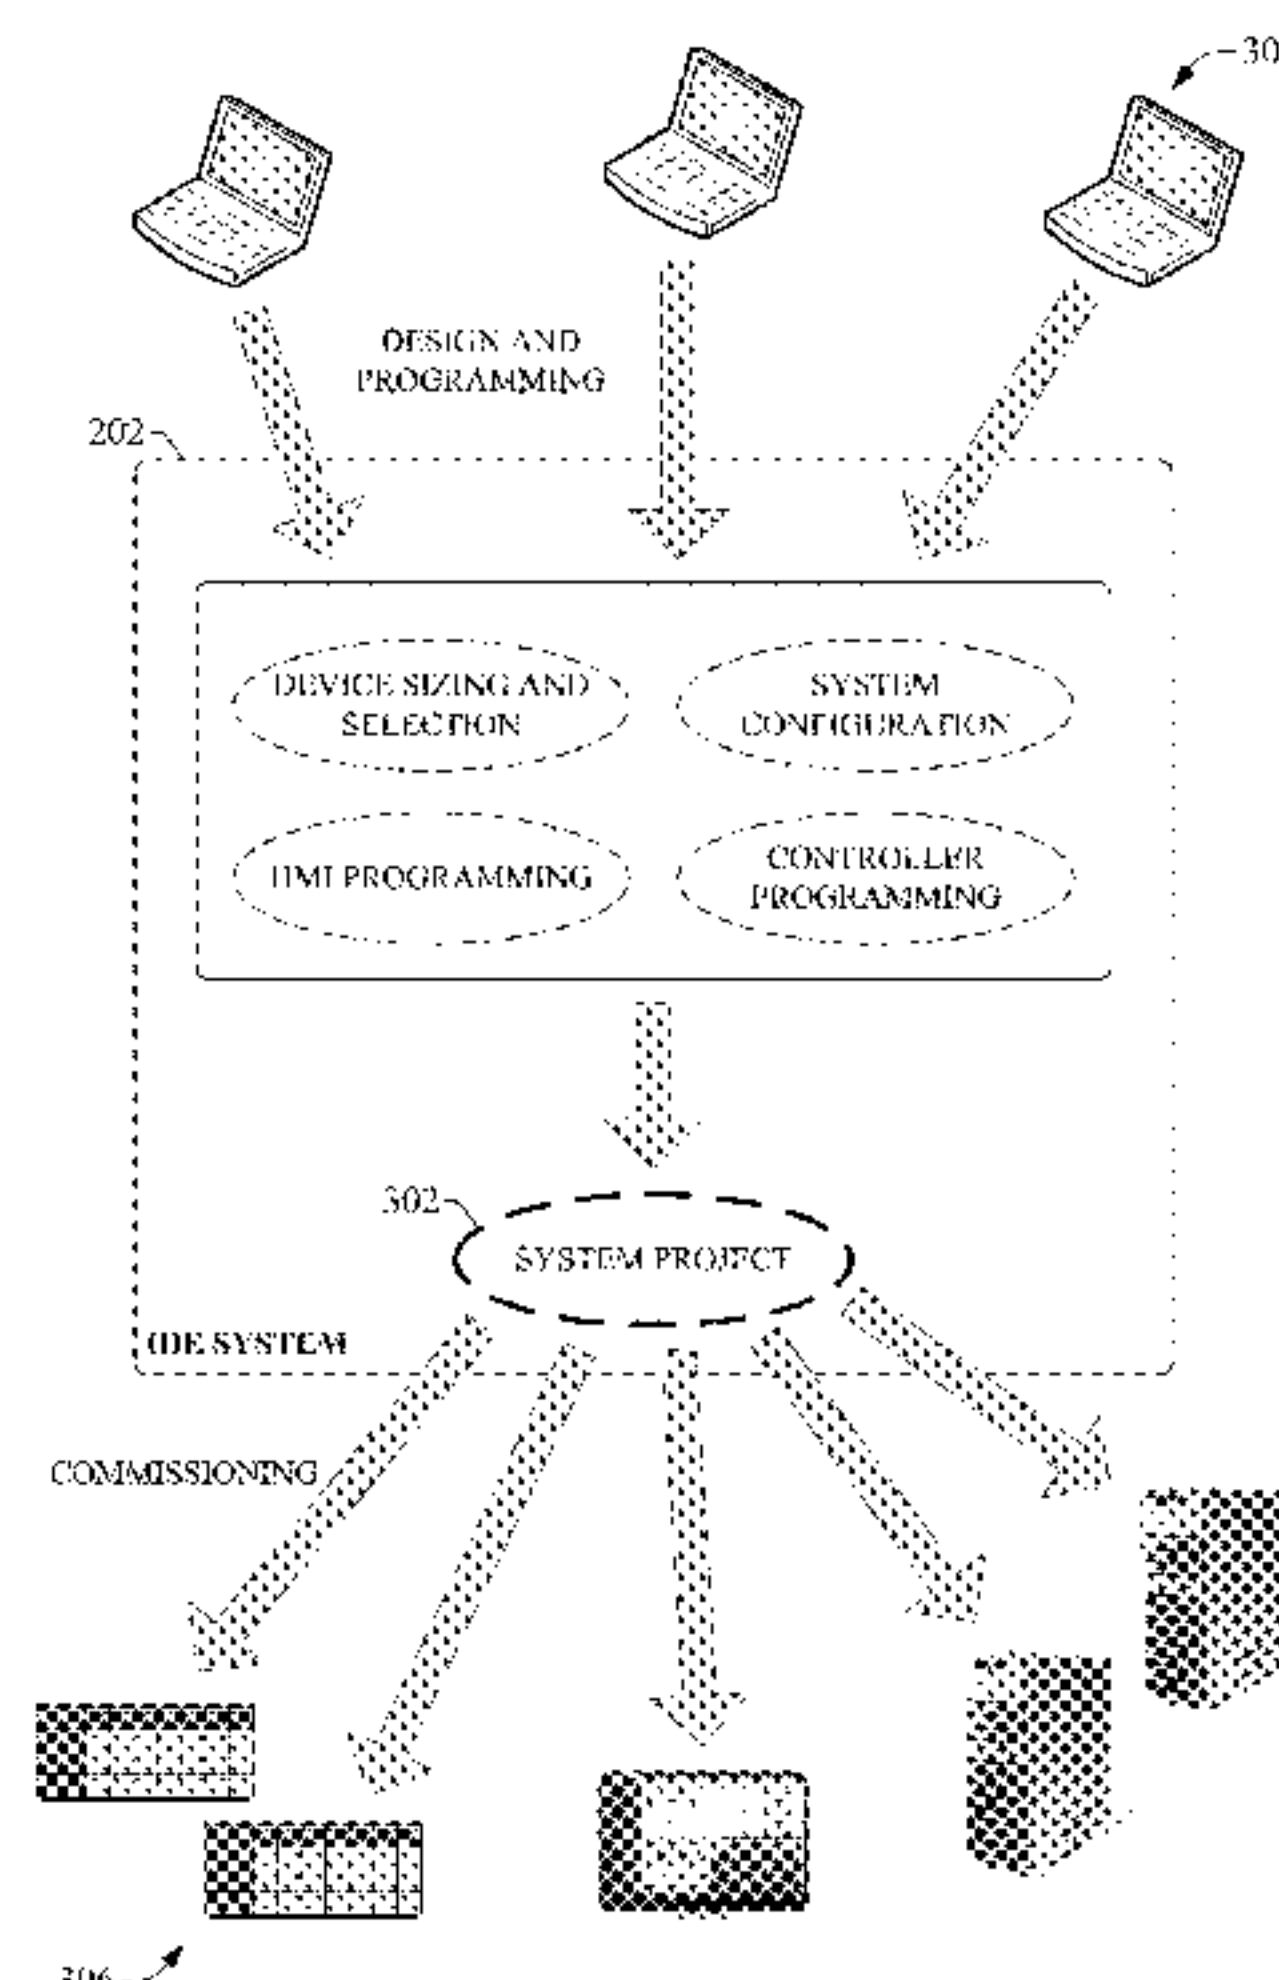 30
DESIGN AND
PROGRAMMING
202
DEVICE SIZING AND
SELECTION
SYSTEM
CONFIGURATION
HMI PROGRAMMING
CONTROLLER
PROGRAMMING
302
SYSTEM PROJECT
IDE SYSTEM
COMMISSIONING
306